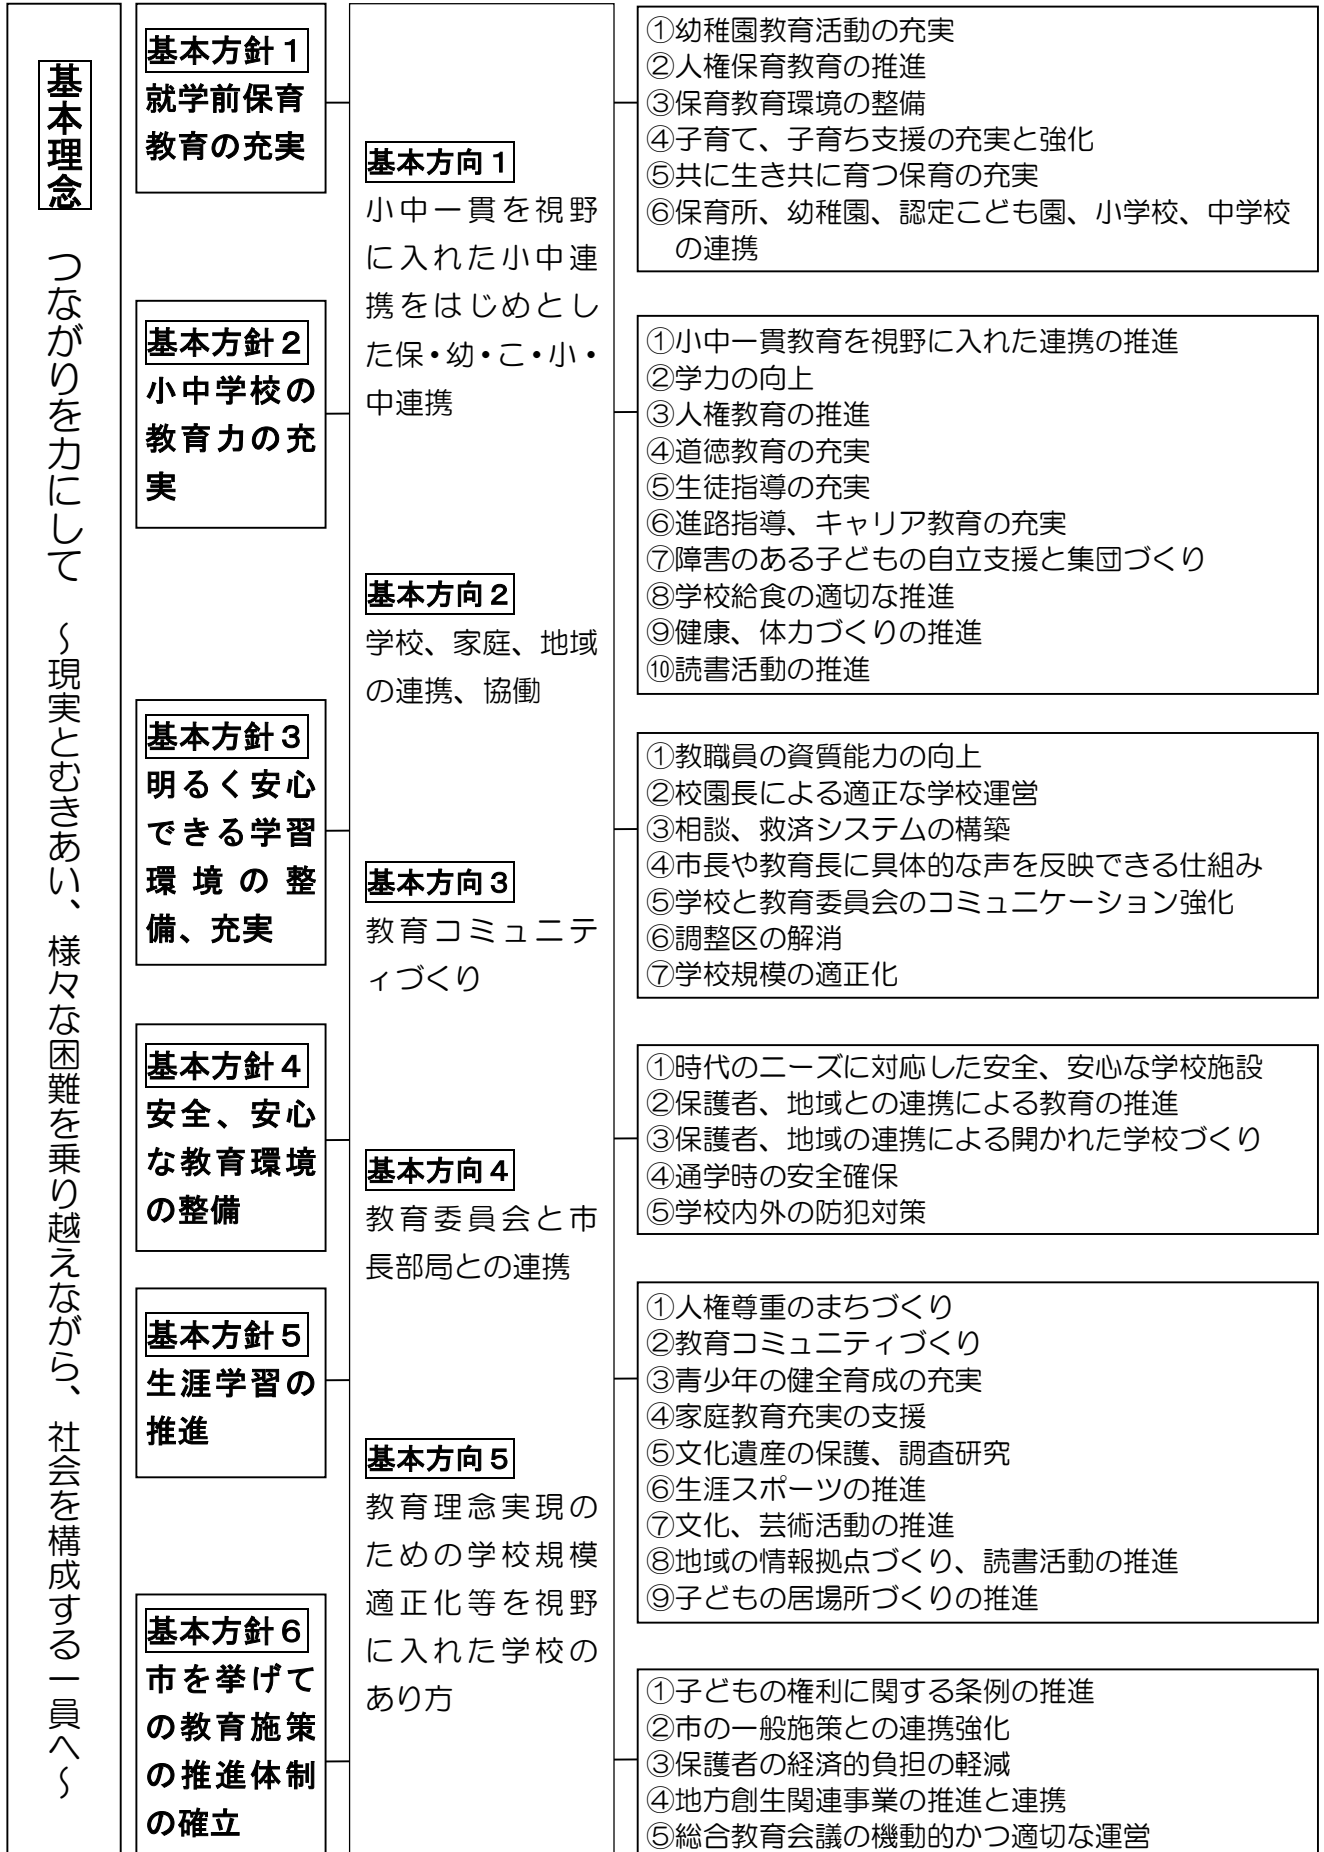 基本理念
つながりを力にして ～現実とむきあい、様々な困難を乗り越えながら、社会を構成する一員へ～
基本方針１
就学前保育
教育の充実
基本方針２
小中学校の
教育力の充
実
基本方針３
明るく安心
できる学習
環境の整
備、充実
基本方針４
安全、安心
な教育環境
の整備
基本方針５
生涯学習の
推進
基本方針６
市を挙げて
の教育施策
の推進体制
の確立
基本方向１
小中一貫を視野
に入れた小中連
携をはじめとし
た保・幼・こ・小・
中連携
基本方向２
学校、家庭、地域
の連携、協働
基本方向３
教育コミュニテ
ィづくり
基本方向４
教育委員会と市
長部局との連携
基本方向５
教育理念実現の
ための学校規模
適正化等を視野
に入れた学校の
あり方
①幼稚園教育活動の充実
②人権保育教育の推進
③保育教育環境の整備
④子育て、子育ち支援の充実と強化
⑤共に生き共に育つ保育の充実
⑥保育所、幼稚園、認定こども園、小学校、中学校
の連携
①小中一貫教育を視野に入れた連携の推進
②学力の向上
③人権教育の推進
④道徳教育の充実
⑤生徒指導の充実
⑥進路指導、キャリア教育の充実
⑦障害のある子どもの自立支援と集団づくり
⑧学校給食の適切な推進
⑨健康、体力づくりの推進
⑩読書活動の推進
①教職員の資質能力の向上
②校園長による適正な学校運営
③相談、救済システムの構築
④市長や教育長に具体的な声を反映できる仕組み
⑤学校と教育委員会のコミュニケーション強化
⑥調整区の解消
⑦学校規模の適正化
①時代のニーズに対応した安全、安心な学校施設
②保護者、地域との連携による教育の推進
③保護者、地域の連携による開かれた学校づくり
④通学時の安全確保
⑤学校内外の防犯対策
①人権尊重のまちづくり
②教育コミュニティづくり
③青少年の健全育成の充実
④家庭教育充実の支援
⑤文化遺産の保護、調査研究
⑥生涯スポーツの推進
⑦文化、芸術活動の推進
⑧地域の情報拠点づくり、読書活動の推進
⑨子どもの居場所づくりの推進
①子どもの権利に関する条例の推進
②市の一般施策との連携強化
③保護者の経済的負担の軽減
④地方創生関連事業の推進と連携
⑤総合教育会議の機動的かつ適切な運営